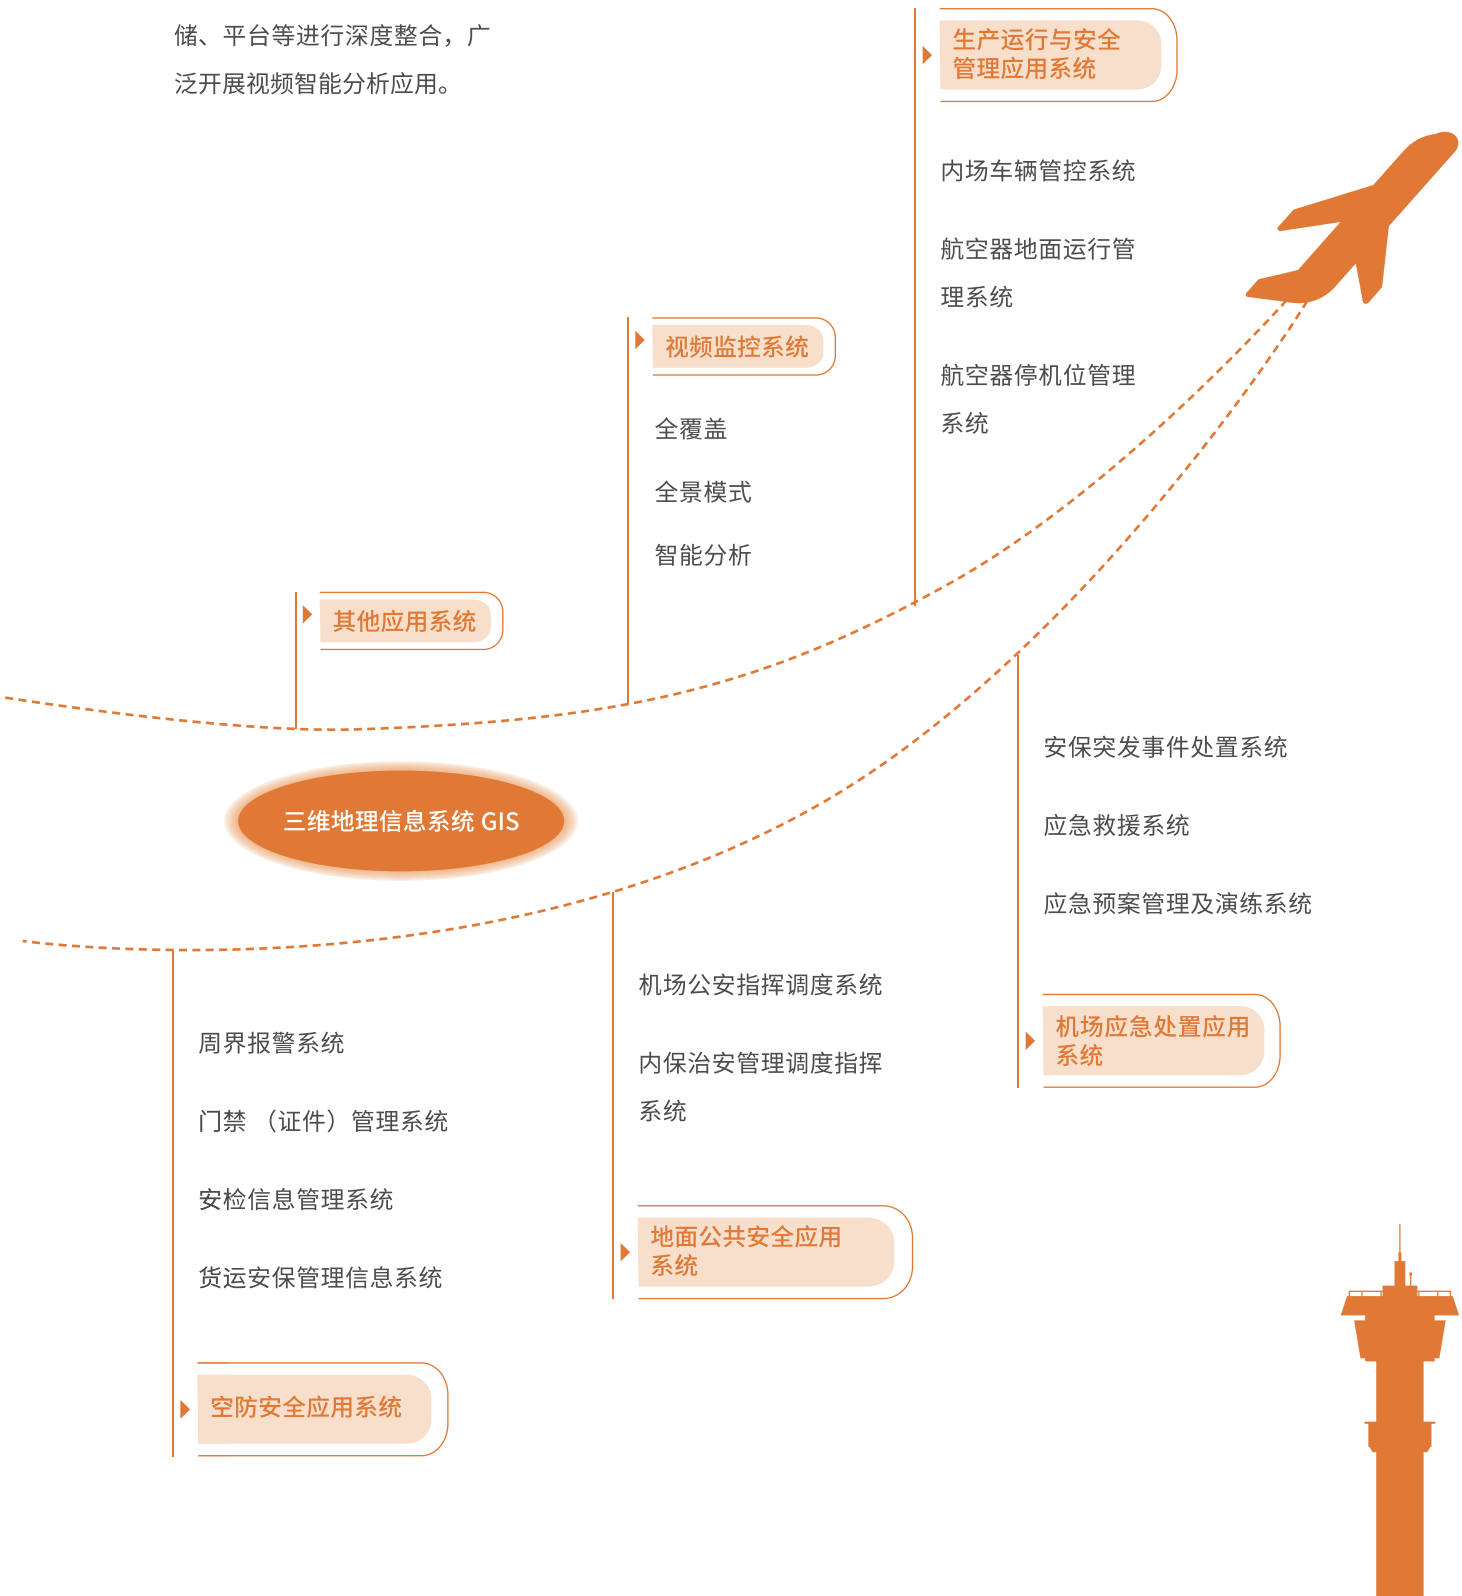 储、平台等进行深度整合，广
泛开展视频智能分析应用。
生产运行与安全
管理应用系统
内场车辆管控系统
航空器地面运行管
理系统
航空器停机位管理
系统
视频监控系统
全覆盖
全景模式
智能分析
其他应用系统
三维地理信息系统 GIS
安保突发事件处置系统
应急救援系统
应急预案管理及演练系统
机场应急处置应用
系统
机场公安指挥调度系统
内保治安管理调度指挥
系统
地面公共安全应用
系统
周界报警系统
门禁 （证件）管理系统
安检信息管理系统
货运安保管理信息系统
空防安全应用系统